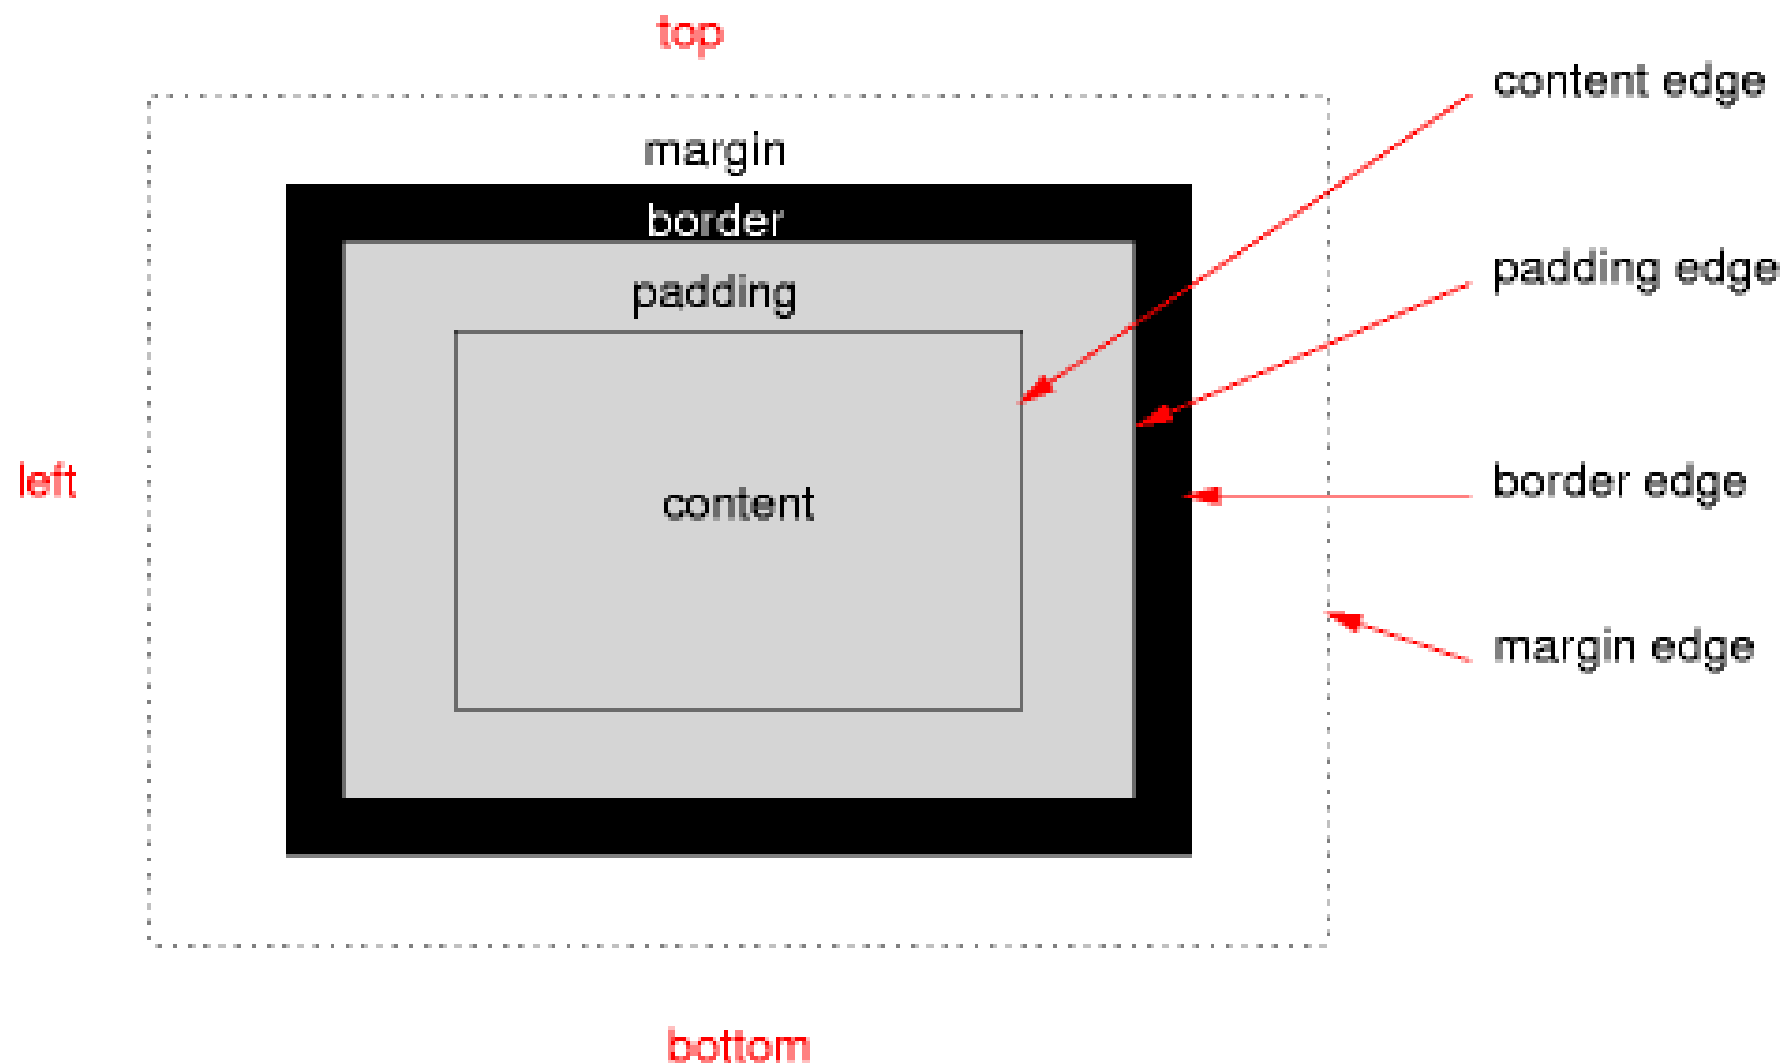 top
content edge
margin
border
padding edge
padding
left
content
border edge
margin edge
bottom